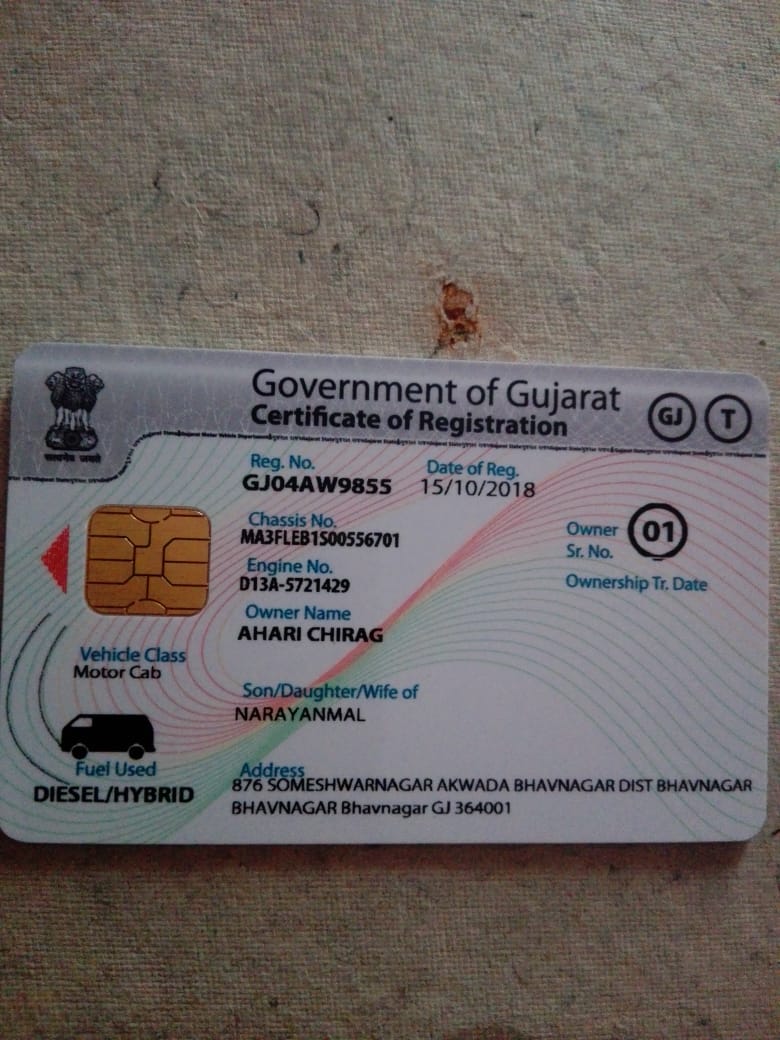 Government of Gujarat
Certificate of Registration
GJ T
सत्यमेव जयते
Reg. No. Date of Reg.
GJ04AW9855 15/10/2018
Chassis No.
MA3FLEB1S00556701
Owner 01
Sr. No.
Engine No.
D13A-5721429
Ownership Tr. Date
Owner Name
AHARI CHIRAG
Vehicle Class
Motor Cab
Son/Daughter/Wife of
NARAYANMAL
Fuel Used
DIESEL/HYBRID
Address
876 SOMESHWARNAGAR AKWADA BHAVNAGAR DIST BHAVNAGAR
BHAVNAGAR Bhavnagar GJ 364001